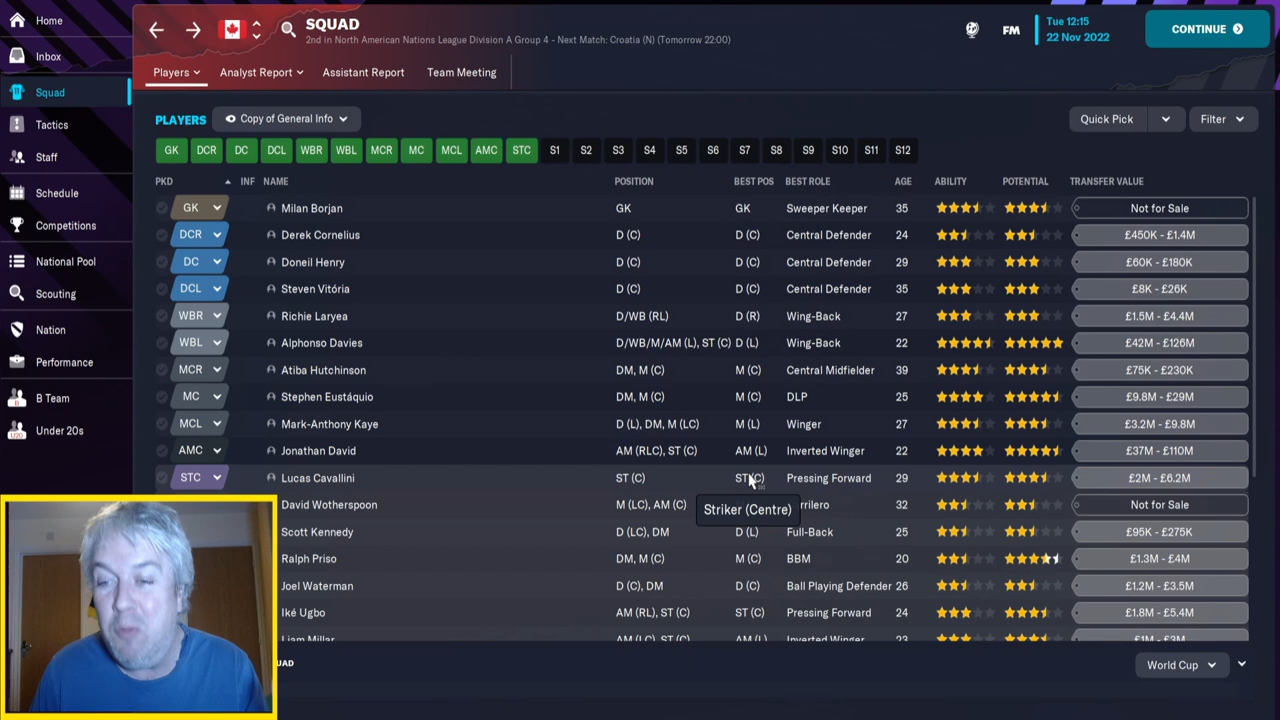 Home
Inbox
Squad
Tactics
Staff
Schedule
Competitions
National Pool
Scouting
Nation
Performance
B Team
Under 20s
SQUAD
2nd in North American Nations League Division A Group 4 - Next Match: Croatia (N) (Tomorrow 22:00)
FM
Tue 12:15
22 Nov 2022
CONTINUE
Players Analyst Report Assistant Report Team Meeting
PLAYERS Copy of General Info Quick Pick Filter
GK DCR DC DCL WBR WBL MCR MC MCL AMC STC S1 S2 S3 S4 S5 S6 S7 S8 S9 S10 S11 S12
PKD INF NAME POSITION BEST POS BEST ROLE AGE ABILITY POTENTIAL TRANSFER VALUE
GK Milan Borjan GK GK Sweeper Keeper 35 Not for Sale
DCR Derek Cornelius D (C) D (C) Central Defender 24 £450K - £1.4M
DC Doneil Henry D (C) D (C) Central Defender 29 £60K - £180K
DCL Steven Vitória D (C) D (C) Central Defender 35 £8K - £26K
WBR Richie Laryea D/WB (RL) D (R) Wing-Back 27 £1.5M - £4.4M
WBL Alphonso Davies D/WB/M/AM (L), ST (C) D (L) Wing-Back 22 £42M - £126M
MCR Atiba Hutchinson DM, M (C) M (C) Central Midfielder 39 £75K - £230K
MC Stephen Eustáquio DM, M (C) M (C) DLP 25 £9.8M - £29M
MCL Mark-Anthony Kaye D (L), DM, M (LC) M (L) Winger 27 £3.2M - £9.8M
AMC Jonathan David AM (RLC), ST (C) AM (L) Inverted Winger 22 £37M - £110M
STC Lucas Cavallini ST (C) ST (C) Pressing Forward 29 £2M - £6.2M
David Wotherspoon M (LC), AM (C) 32 Not for Sale
Striker (Centre)
Scott Kennedy D (LC), DM D (L) Full-Back 25 £95K - £275K
Ralph Priso DM, M (C) M (C) BBM 20 £1.3M - £4M
Joel Waterman D (C), DM D (C) Ball Playing Defender 26 £1.2M - £3.5M
Iké Ugbo AM (RL), ST (C) ST (C) Pressing Forward 24 £1.8M - £5.4M
Liam Millar AM (LC), ST (C) AM (L) Inverted Winger 23 £1M - £3M
World Cup